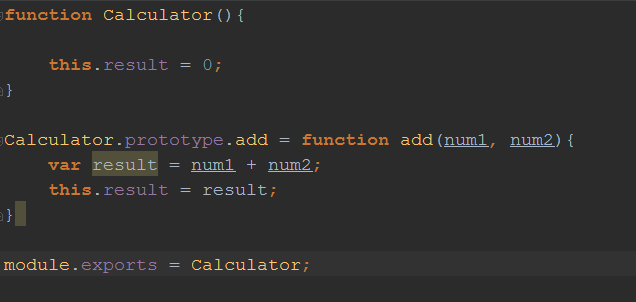 function Calculator(){
this.result = 0;
}
Calculator.prototype.add = function add(num1, num2){
var result = num1 + num2;
this.result = result;
}
module.exports = Calculator;